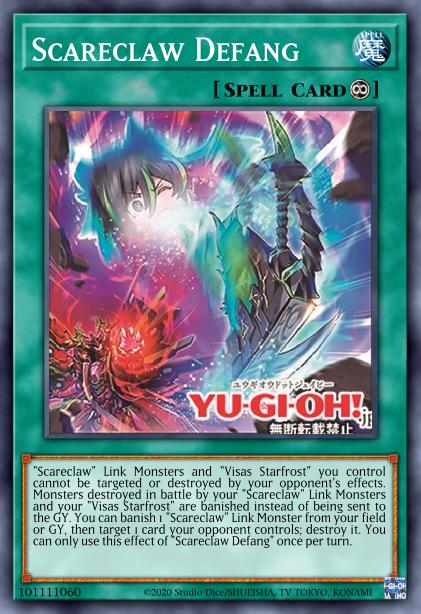 SCARECLAW DEFANG
SPELL
魔
[SPELL CARD]
ユウギオウドットジェイピー
YU-GI-OH!.jp
無断転載禁止
"Scareclaw" Link Monsters and "Visas Starfrost" you control
cannot be targeted or destroyed by your opponent's effects.
Monsters destroyed in battle by your "Scareclaw" Link Monsters
and your "Visas Starfrost" are banished instead of being sent to
the GY. You can banish 1 "Scareclaw" Link Monster from your field
or GY, then target 1 card your opponent controls; destroy it. You
can only use this effect of "Scareclaw Defang" once per turn.
101111060
©2020 Studio Dice/SHUEISHA, TV TOKYO, KONAMI